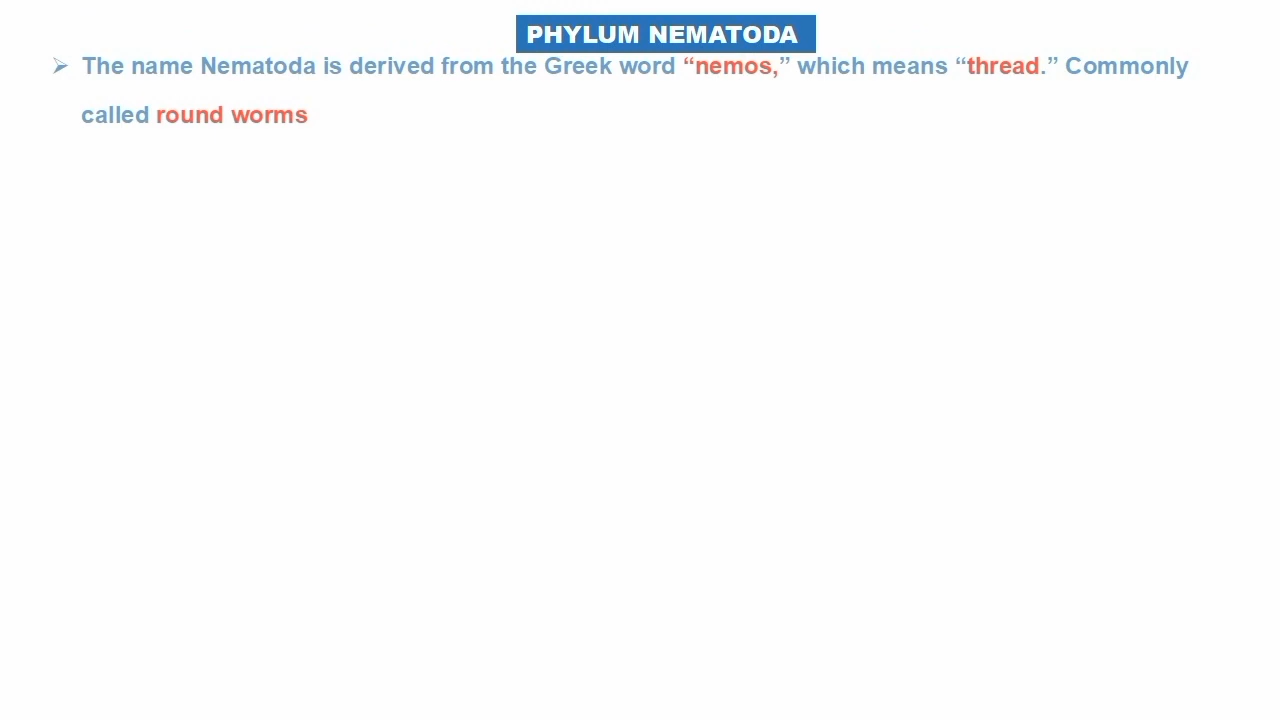 PHYLUM NEMATODA
➢ The name Nematoda is derived from the Greek word “nemos,” which means “thread.” Commonly
called round worms